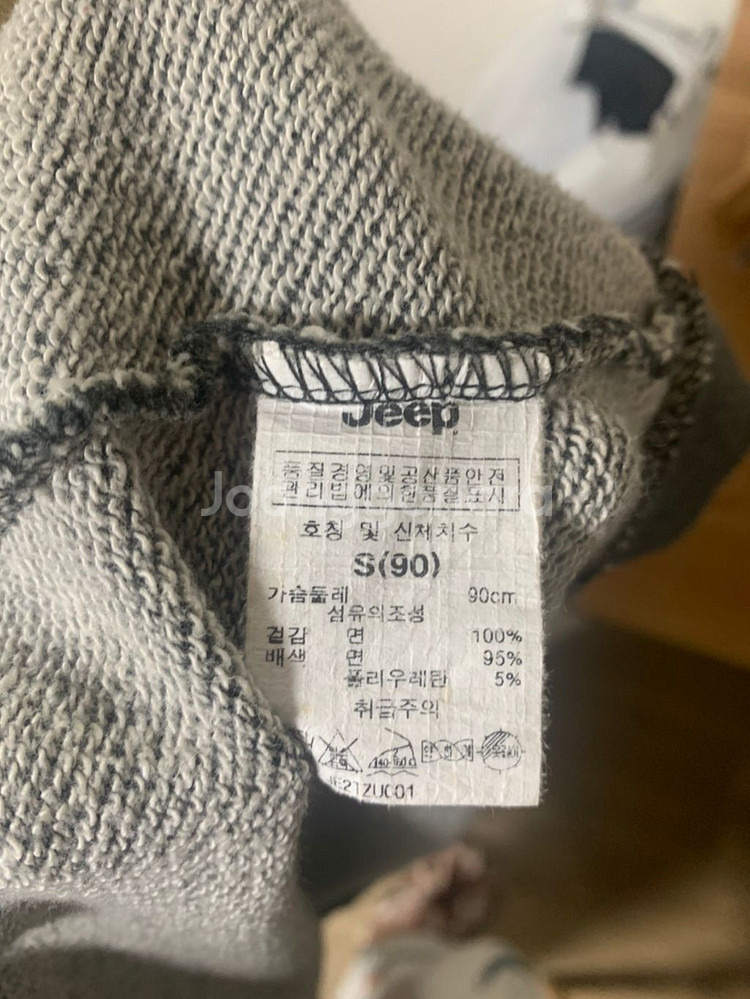 Jeep
품질경영및공산품안전
관리법에의한품질표시
호칭 및 신체치수
S(90)
가슴둘레 90cm
섬유의조성
겉감 면 100%
배색 면 95%
폴리우레탄 5%
취급주의